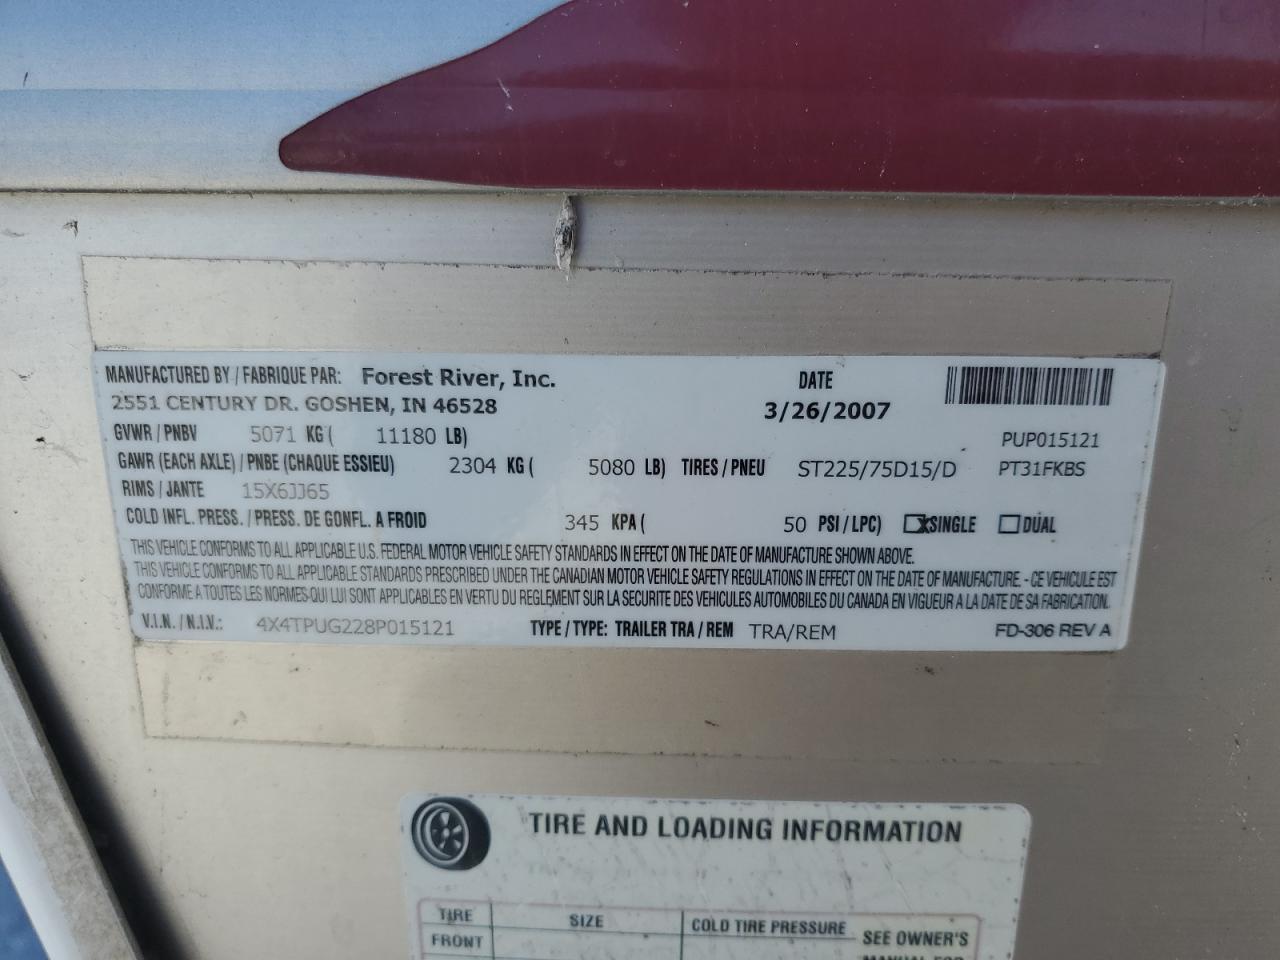 MANUFACTURED BY / FABRIQUE PAR: Forest River, Inc. DATE
2551 CENTURY DR. GOSHEN, IN 46528 3/26/2007
GVWR / PNBV 5071 KG ( 11180 LB) PUP015121
GAWR (EACH AXLE) / PNBE (CHAQUE ESSIEU) 2304 KG ( 5080 LB) TIRES / PNEU ST225/75D15/D PT31FKBS
RIMS / JANTE 15X6JJ65
COLD INFL. PRESS. / PRESS. DE GONFL. A FROID 345 KPA ( 50 PSI / LPC) X SINGLE DUAL
THIS VEHICLE CONFORMS TO ALL APPLICABLE U.S. FEDERAL MOTOR VEHICLE SAFETY STANDARDS IN EFFECT ON THE DATE OF MANUFACTURE SHOWN ABOVE.
THIS VEHICLE CONFORMS TO ALL APPLICABLE STANDARDS PRESCRIBED UNDER THE CANADIAN MOTOR VEHICLE SAFETY REGULATIONS IN EFFECT ON THE DATE OF MANUFACTURE. - CE VEHICULE EST
CONFORME A TOUTES LES NORMES QUI LUI SONT APPLICABLES EN VERTU DU REGLEMENT SUR LA SECURITE DES VEHICULES AUTOMOBILES DU CANADA EN VIGUEUR A LA DATE DE SA FABRICATION.
V.I.N. / N.I.V.: 4X4TPUG228P015121 TYPE / TYPE: TRAILER TRA / REM TRA/REM FD-306 REV A
TIRE AND LOADING INFORMATION
TIRE SIZE COLD TIRE PRESSURE SEE OWNER'S
FRONT MANUAL FOR